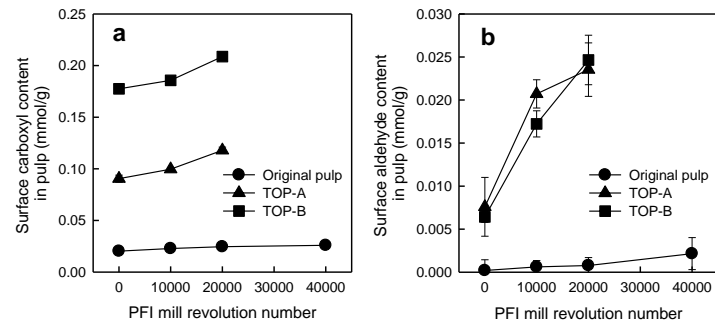 a
Surface carboxyl content
in pulp (mmol/g)
0.25
0.20
0.15
0.10
0.05
0.00
Original pulp
TOP-A
TOP-B
0 10000 20000 30000 40000
PFI mill revolution number
b
Surface aldehyde content
in pulp (mmol/g)
0.030
0.025
0.020
0.015
0.010
0.005
0.000
Original pulp
TOP-A
TOP-B
0 10000 20000 30000 40000
PFI mill revolution number